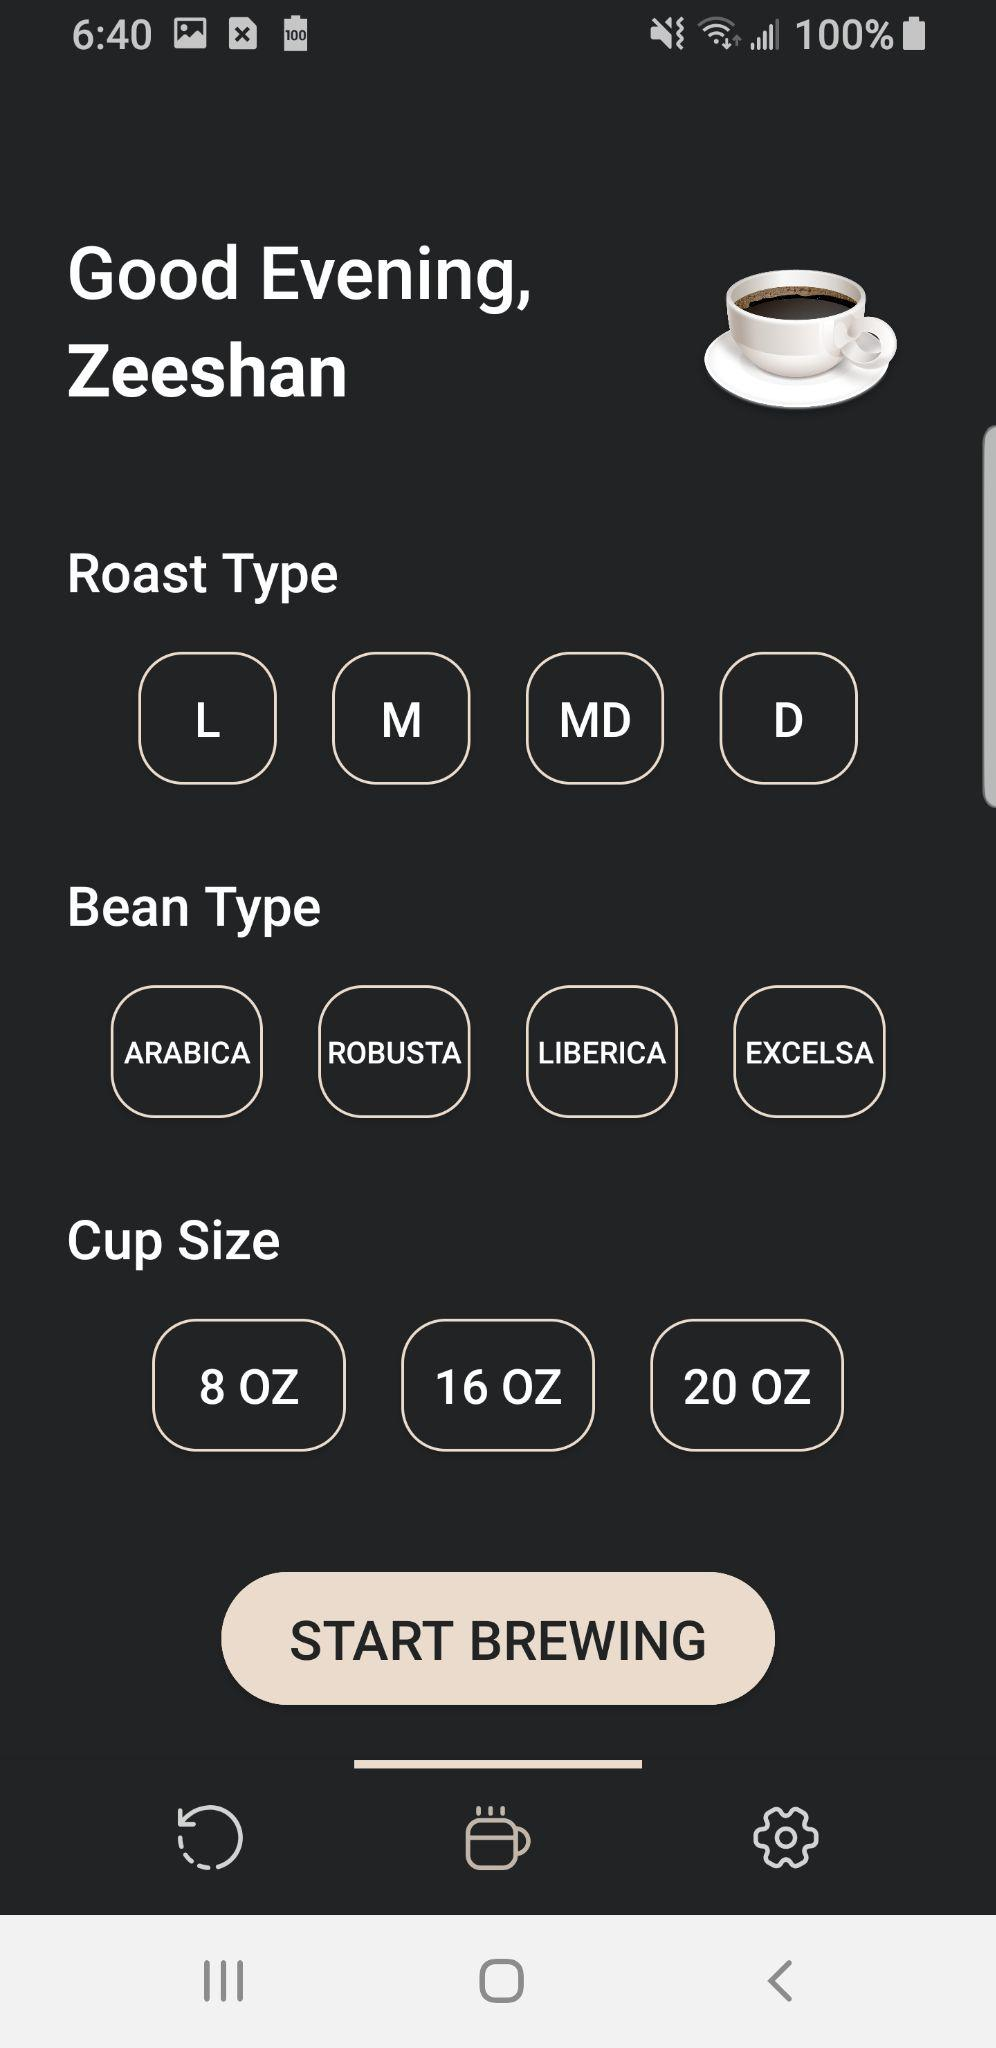 6:40 100 100%
Good Evening,
Zeeshan
Roast Type
L M MD D
Bean Type
ARABICA ROBUSTA LIBERICA EXCELSA
Cup Size
8 OZ 16 OZ 20 OZ
START BREWING